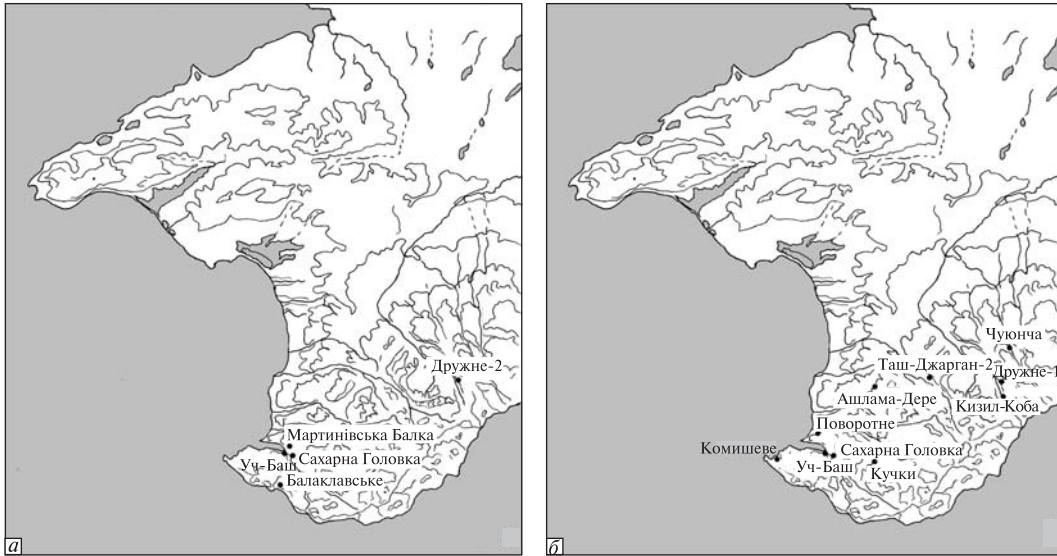 Дружне-2
Мартинівська Балка
Сахарна Головка
Уч-Баш
Балаклавське
а
Чуюнча
Таш-Джарган-2
Дружне-1
Ашлама-Дере
Кизил-Коба
Поворотне
Комишеве
Сахарна Головка
Уч-Баш
Кучки
б